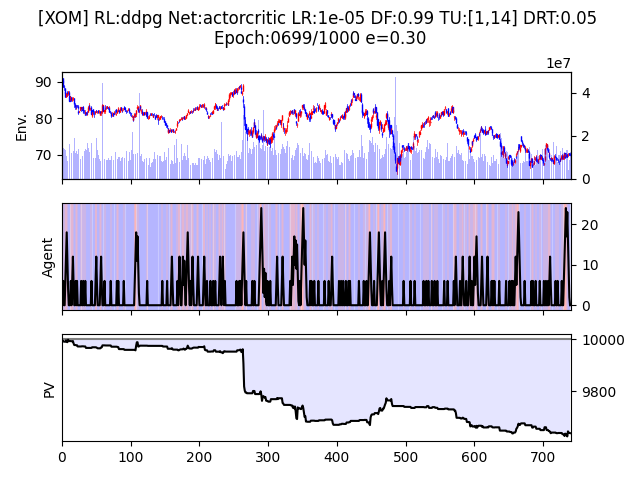 [XOM] RL:ddpg Net:actorcritic LR:1e-05 DF:0.99 TU:[1,14] DRT:0.05
Epoch:0699/1000 e=0.30
1e7
90
80
70
Env.
4
2
0
Agent
20
10
0
PV
10000
9800
0 100 200 300 400 500 600 700